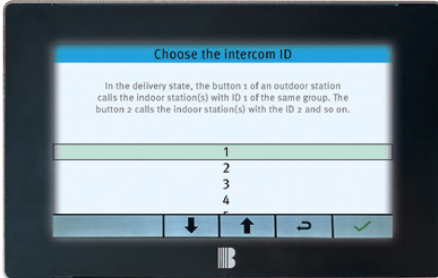 Choose the intercom ID
In the delivery state, the button 1 of an outdoor station
calls the indoor station(s) with ID 1 of the same group. The
button 2 calls the indoor station(s) with the ID 2 and so on.
1
2
3
4